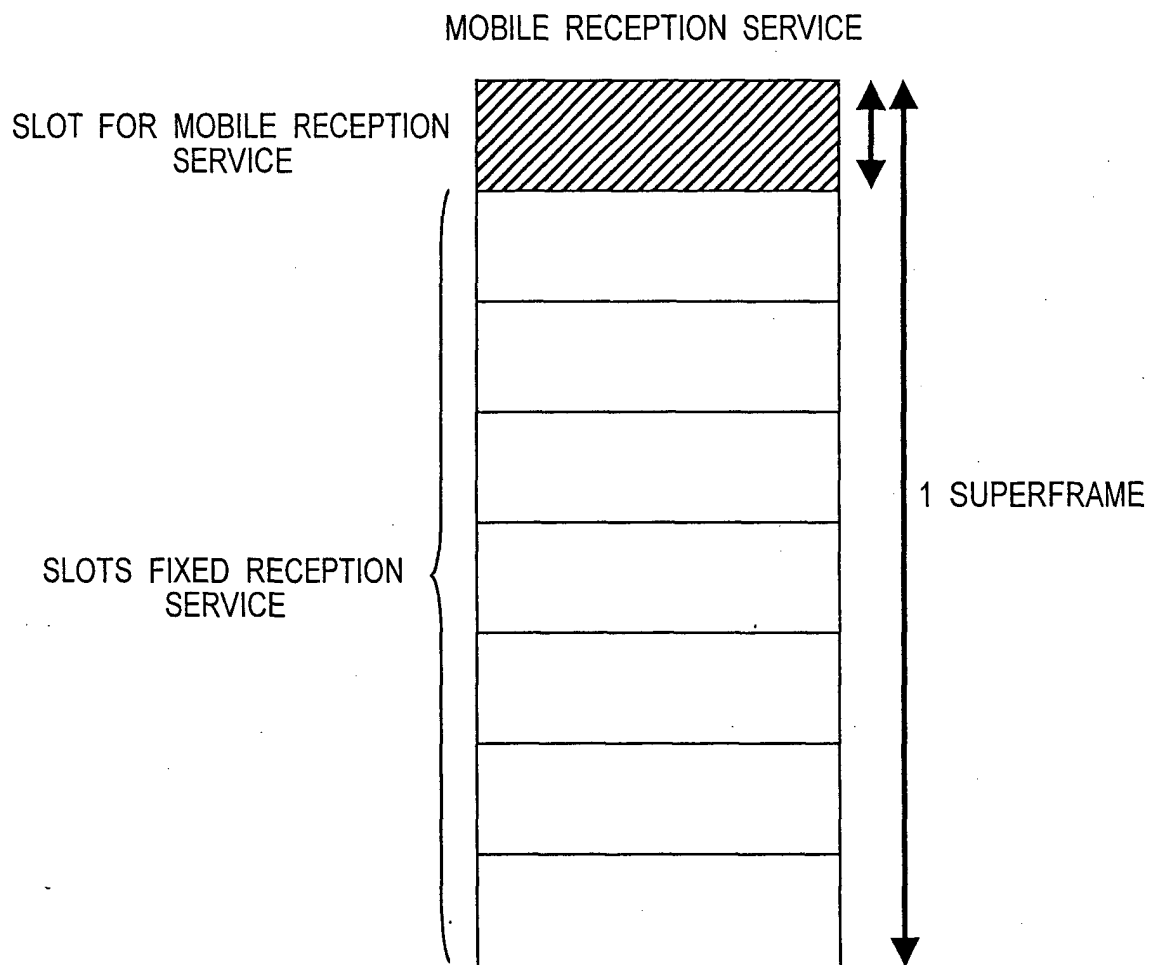 MOBILE RECEPTION SERVICE
SLOT FOR MOBILE RECEPTION
SERVICE
1 SUPERFRAME
SLOTS FIXED RECEPTION
SERVICE